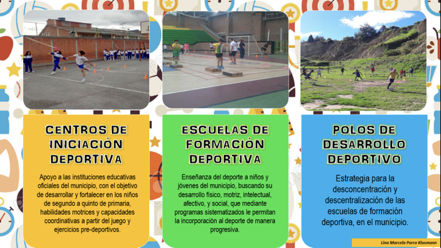 CENTROS DE
INICIACIÓN
DEPORTIVA
Apoyo a las instituciones educativas
oficiales del municipio, con el objetivo
de desarrollar y fortalecer en los niños
de segundo a quinto de primaria,
habilidades motrices y capacidades
coordinativas a partir del juego y
ejercicios pre-deportivos.
ESCUELAS DE
FORMACIÓN
DEPORTIVA
Enseñanza del deporte a niños y
jóvenes del municipio, buscando su
desarrollo físico, motriz, intelectual,
afectivo, y social, que mediante
programas sistematizados le permitan
la incorporación al deporte de manera
progresiva.
POLOS DE
DESARROLLO
DEPORTIVO
Estrategia para la
desconcentración y
descentralización de las
escuelas de formación
deportiva, en el municipio.